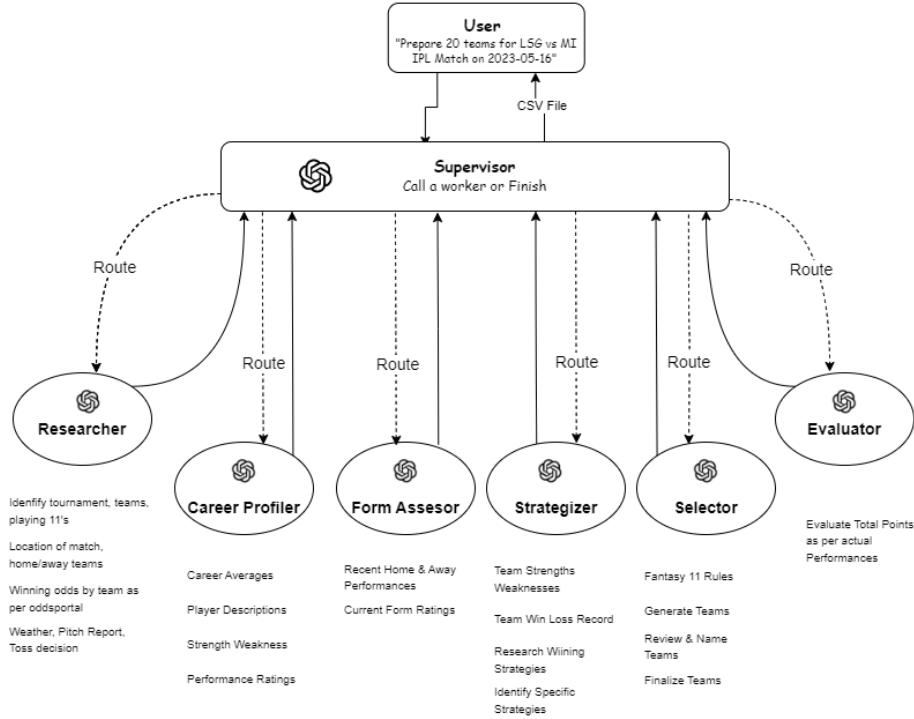 User
"Prepare 20 teams for LSG vs MI
IPL Match on 2023-05-16"
CSV File
Supervisor
Call a worker or Finish
Route
Route
Route
Route
Route
Route
Researcher
Evaluator
Career Profiler
Form Assesor
Strategizer
Selector
Idenfify tournament, teams,
playing 11's
Location of match,
home/away teams
Winning odds by team as
per oddsportal
Weather, Pitch Report,
Toss decision
Career Averages
Player Descriptions
Strength Weakness
Performance Ratings
Recent Home & Away
Performances
Current Form Ratings
Team Strengths
Weaknesses
Team Win Loss Record
Research Wiining
Strategies
Identify Specific
Strategies
Fantasy 11 Rules
Generate Teams
Review & Name
Teams
Finalize Teams
Evaluate Total Points
as per actual
Performances